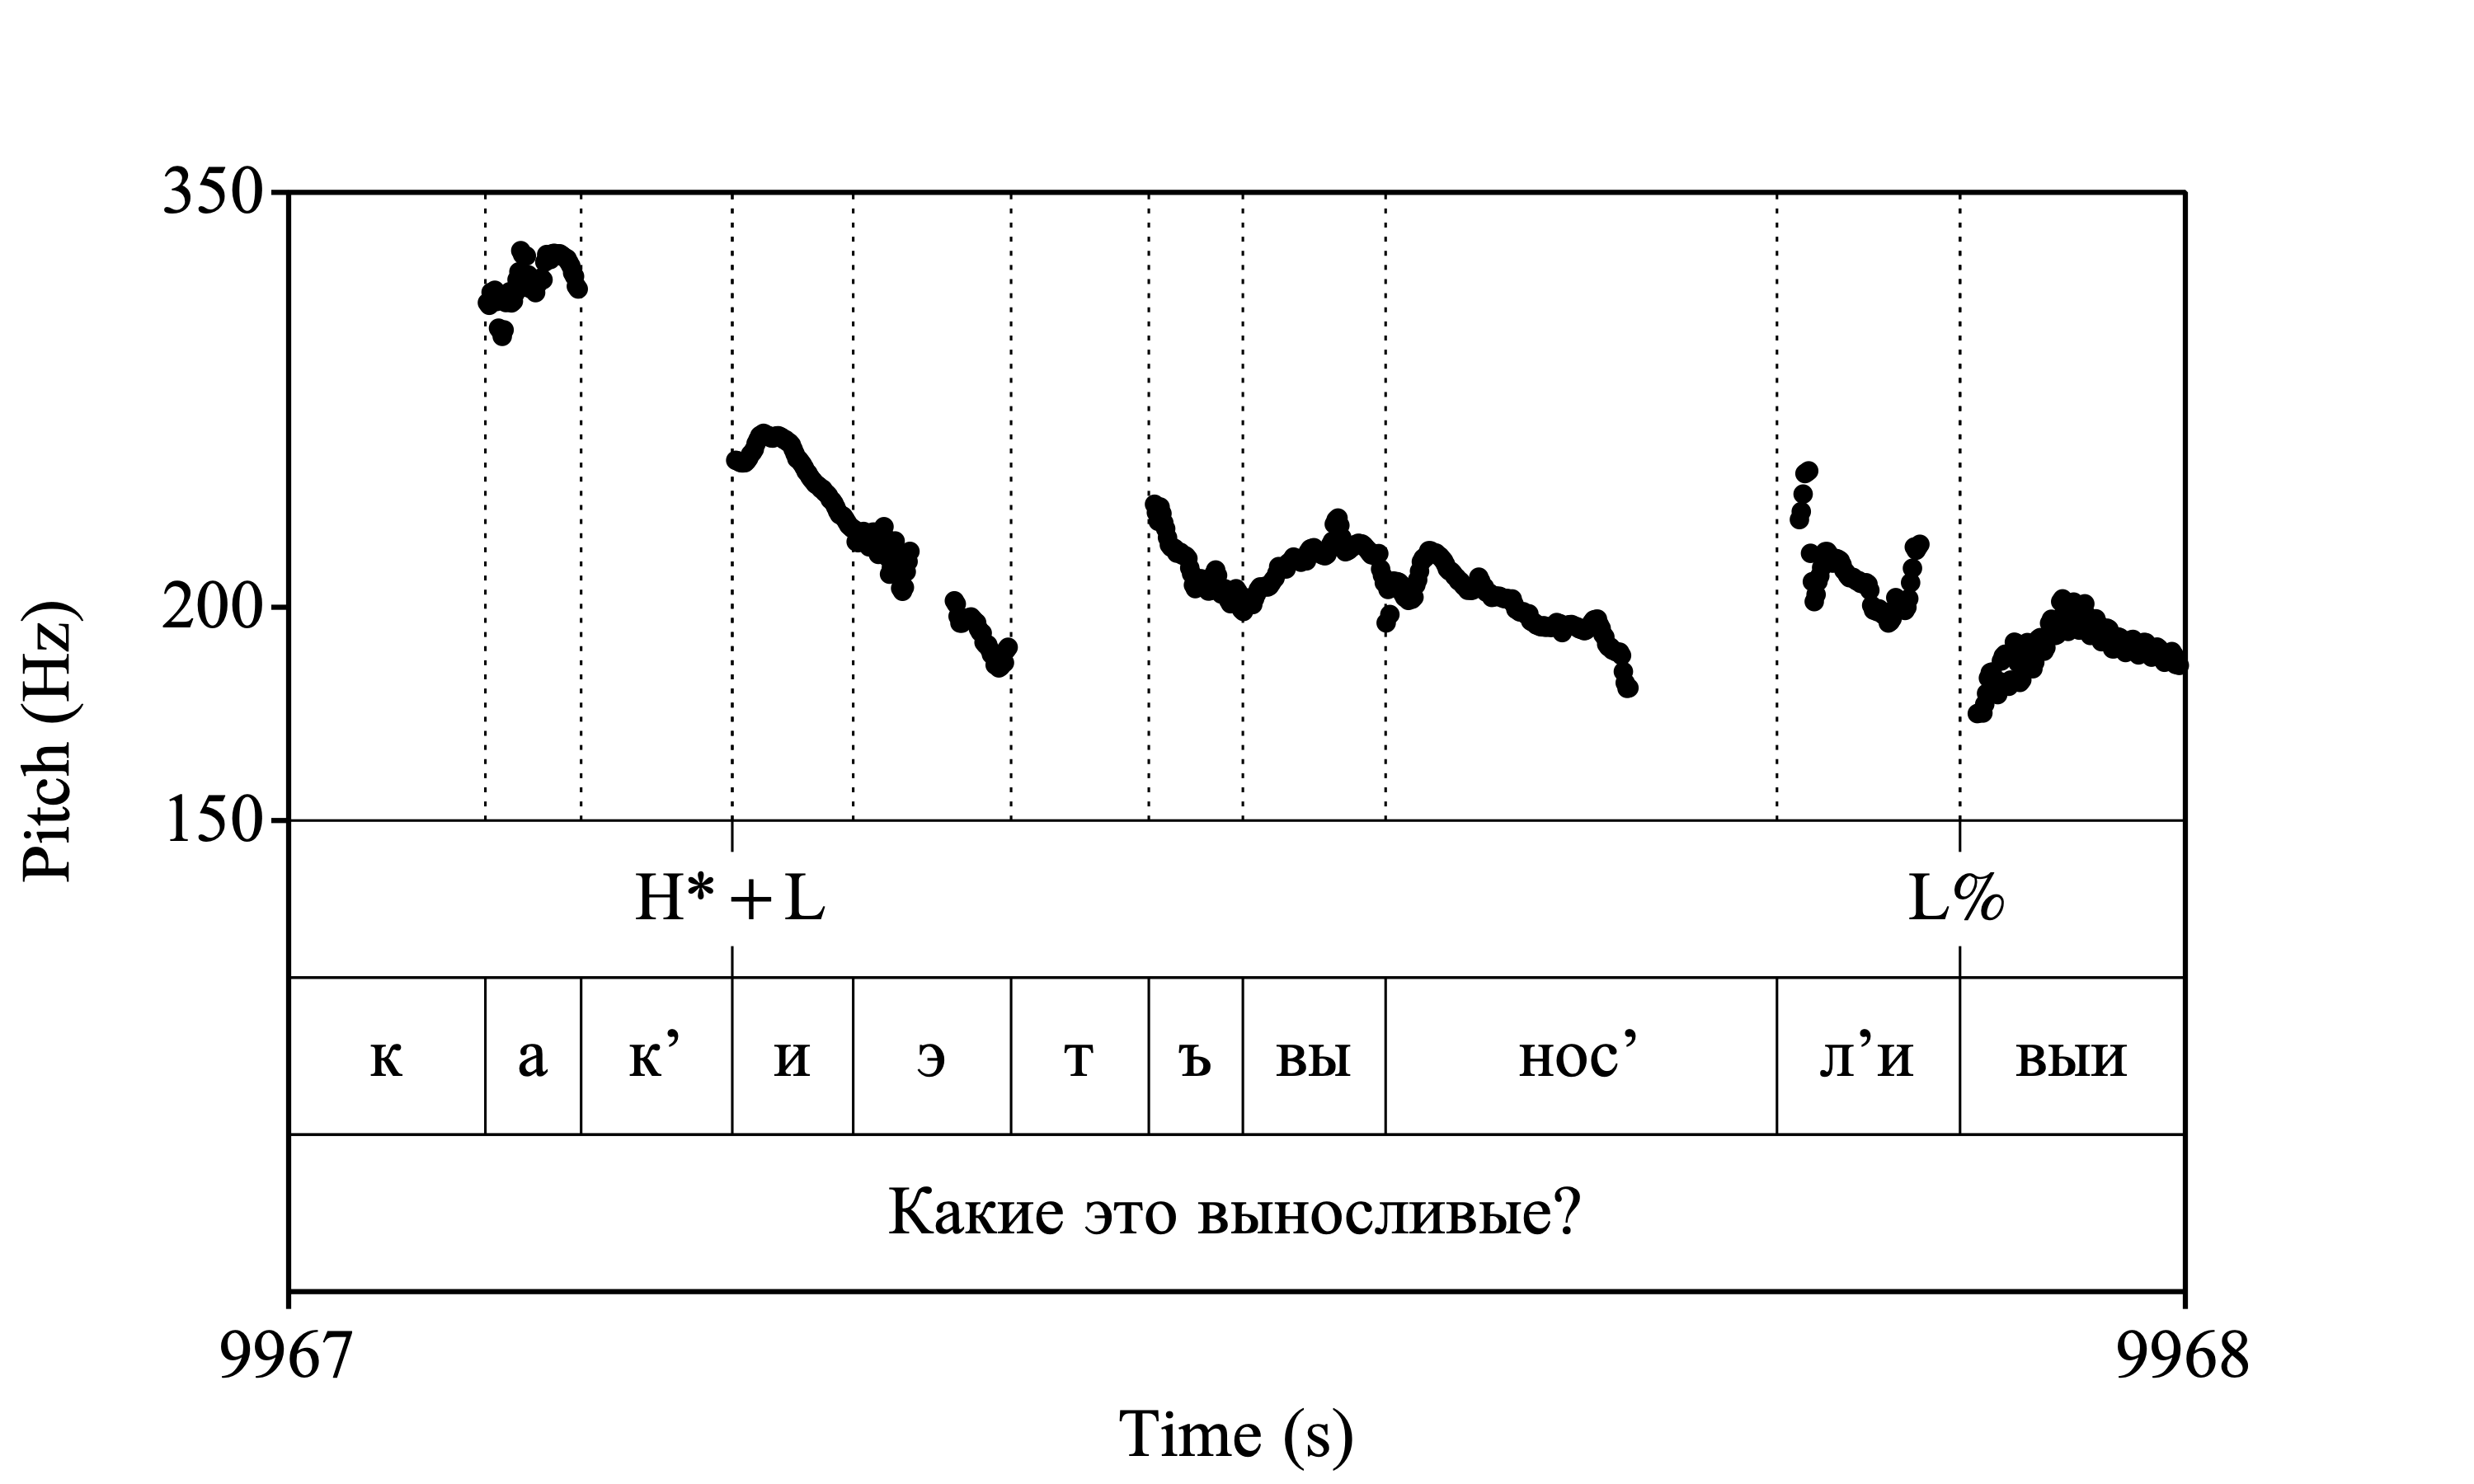 350
200
150
Pitch (Hz)
H*+L L%
к а к’ и э т ъ вы нос’ л’и выи
Какие это выносливые?
9967 9968
Time (s)